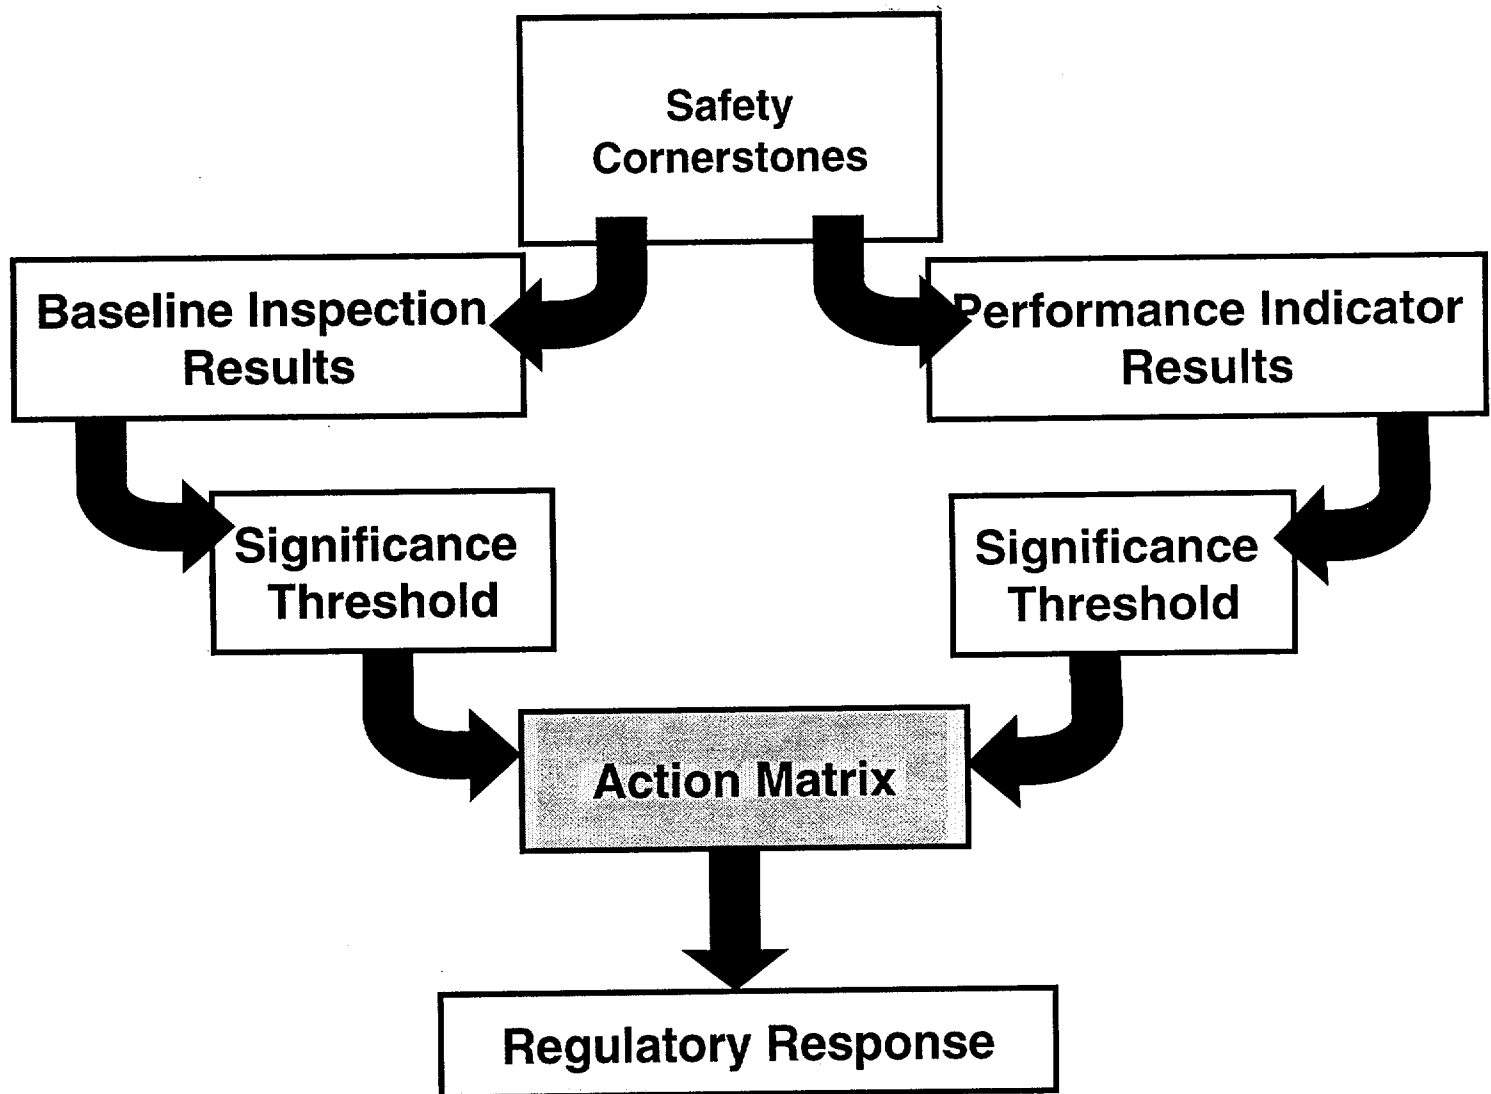 Safety
Cornerstones
Baseline Inspection
Results
Performance Indicator
Results
Significance
Threshold
Significance
Threshold
Action Matrix
Regulatory Response